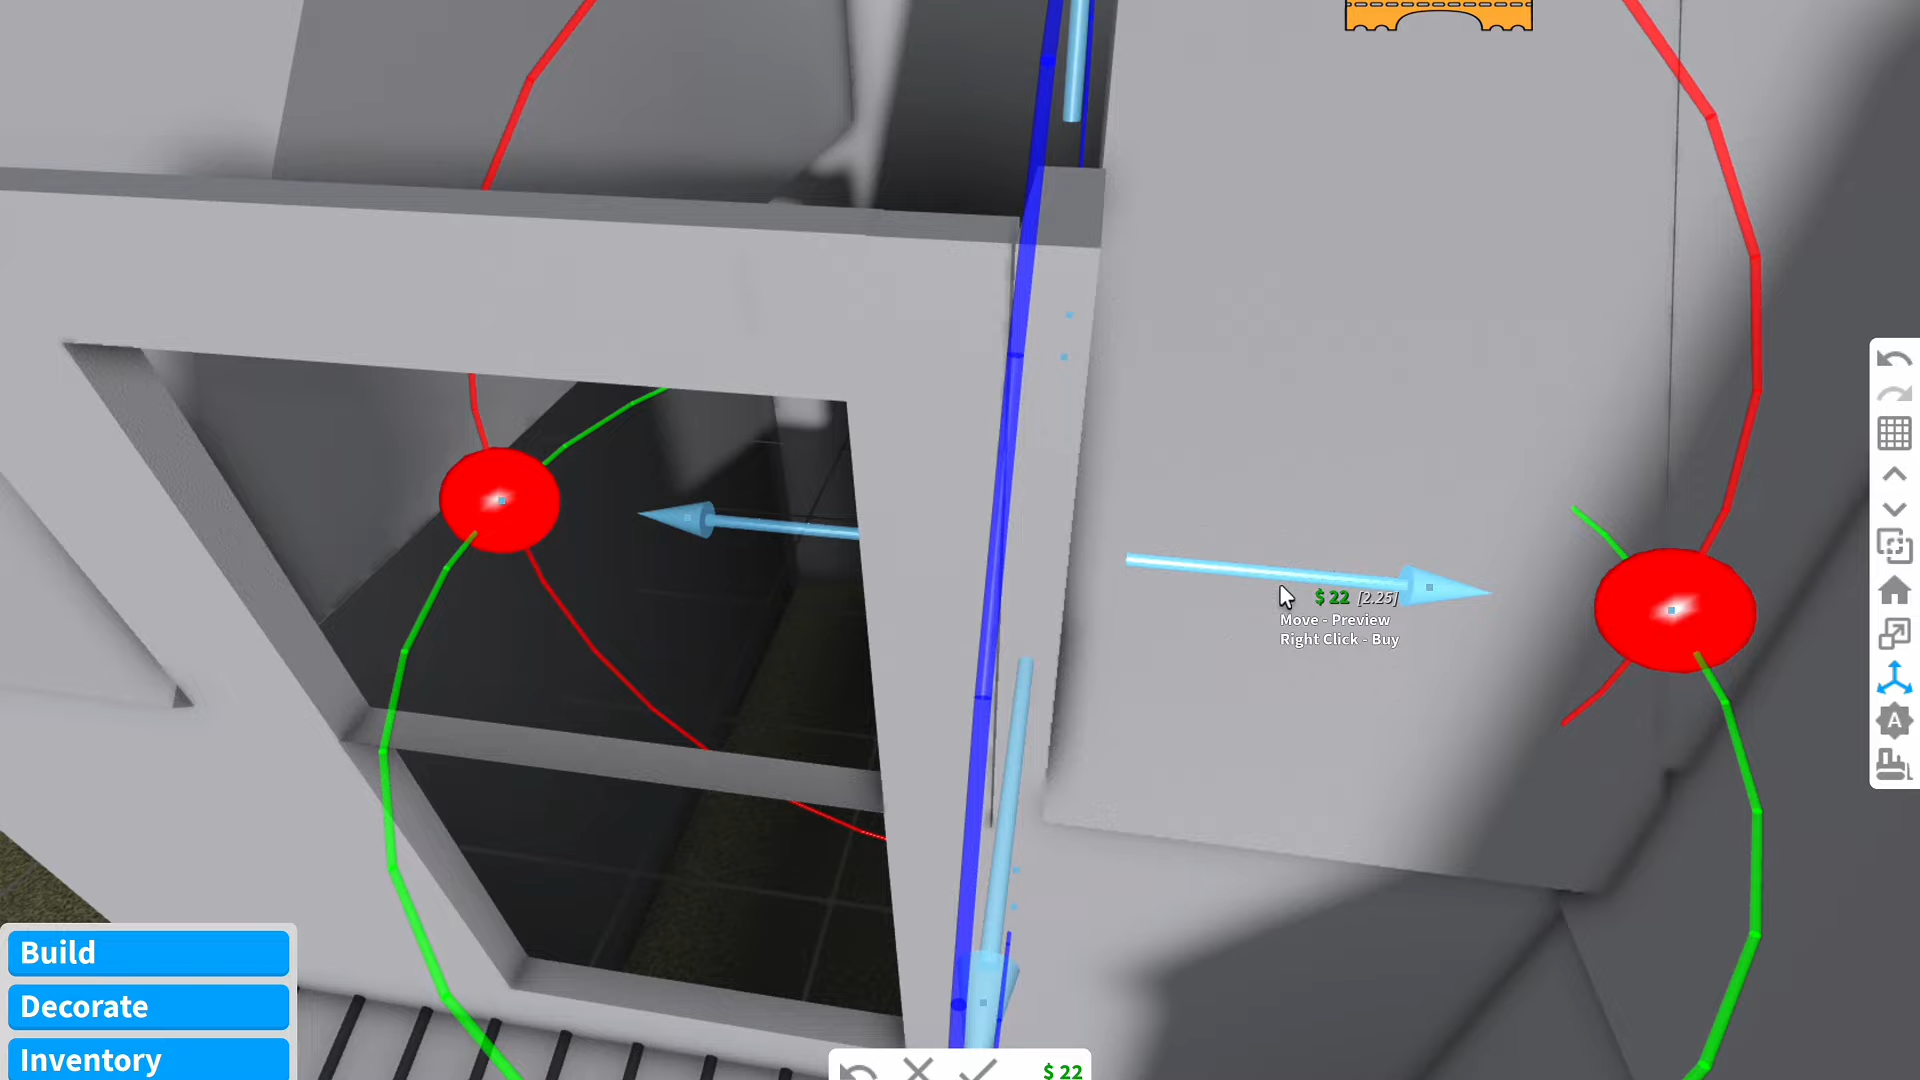 $ 22 [2.25]
Move - Preview
Right Click - Buy
A
Build
Decorate
Inventory
$ 22